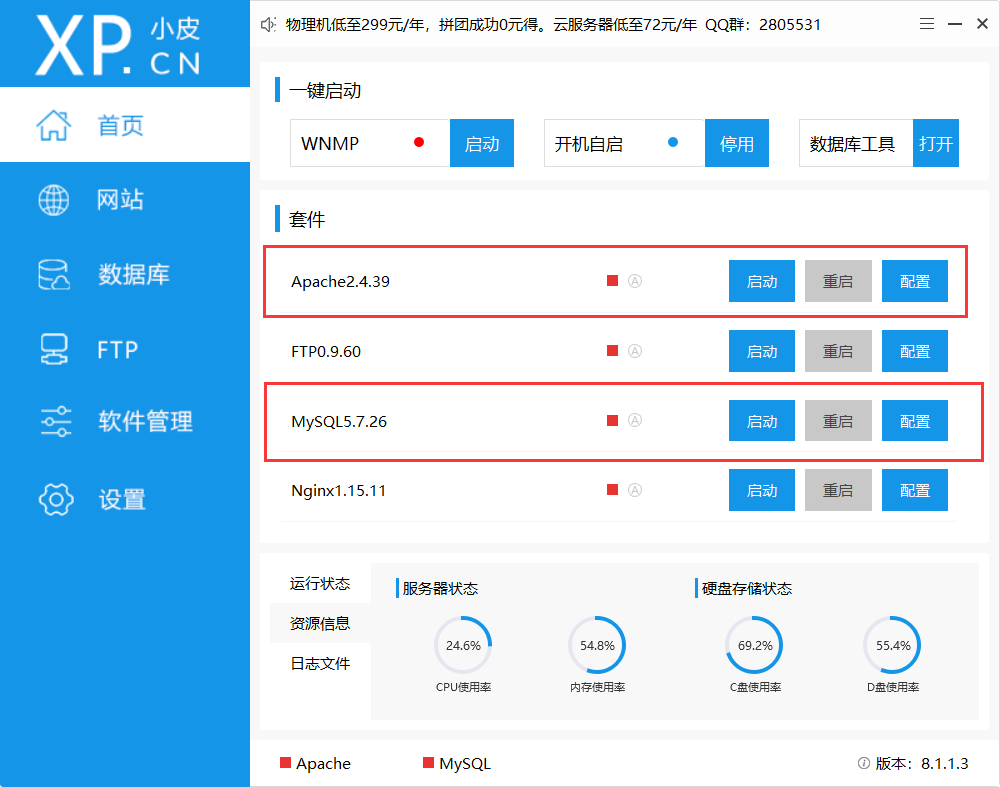 XP.小皮
CN
物理机低至299元/年，拼团成功0元得。云服务器低至72元/年 QQ群：2805531
首页
网站
数据库
FTP
软件管理
设置
一键启动
WNMP 启动 开机自启 停用 数据库工具 打开
套件
Apache2.4.39 A 启动 重启 配置
FTP0.9.60 A 启动 重启 配置
MySQL5.7.26 A 启动 重启 配置
Nginx1.15.11 A 启动 重启 配置
运行状态
资源信息
日志文件
服务器状态 硬盘存储状态
24.6% 54.8% 69.2% 55.4%
CPU使用率 内存使用率 C盘使用率 D盘使用率
Apache MySQL 版本：8.1.1.3